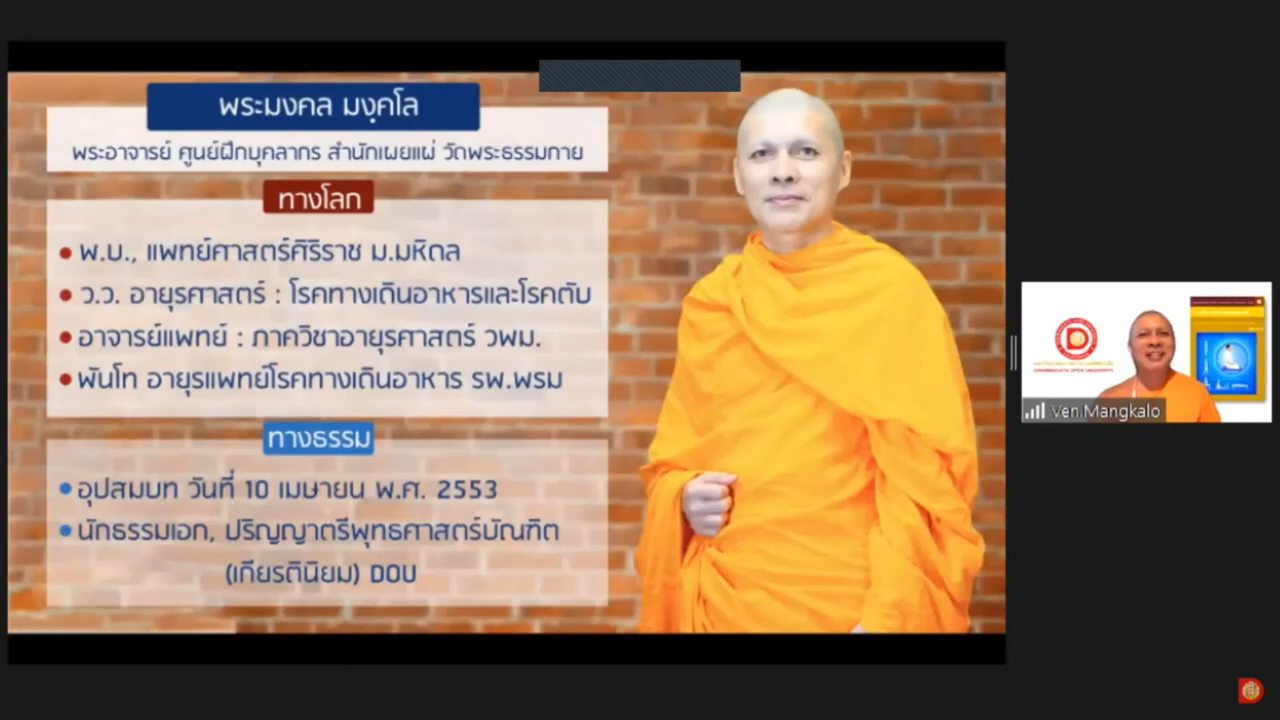 พระมงคล มงฺคโล
พระอาจารย์ ศูนย์ฝึกบุคลากร สำนักเผยแผ่ วัดพระธรรมกาย
ทางโลก
• พ.บ., แพทย์ศาสตร์ศิริราช ม.มหิดล
• ว.ว. อายุรศาสตร์ : โรคทางเดินอาหารและโรคตับ
• อาจารย์แพทย์ : ภาควิชาอายุรศาสตร์ วพม.
• พันโท อายุรแพทย์โรคทางเดินอาหาร รพ.พรม
ทางธรรม
• อุปสมบท วันที่ 10 เมษายน พ.ศ. 2553
• นักธรรมเอก, ปริญญาตรีพุทธศาสตร์บัณฑิต
(เกียรตินิยม) DOU
Ven.Mangkalo